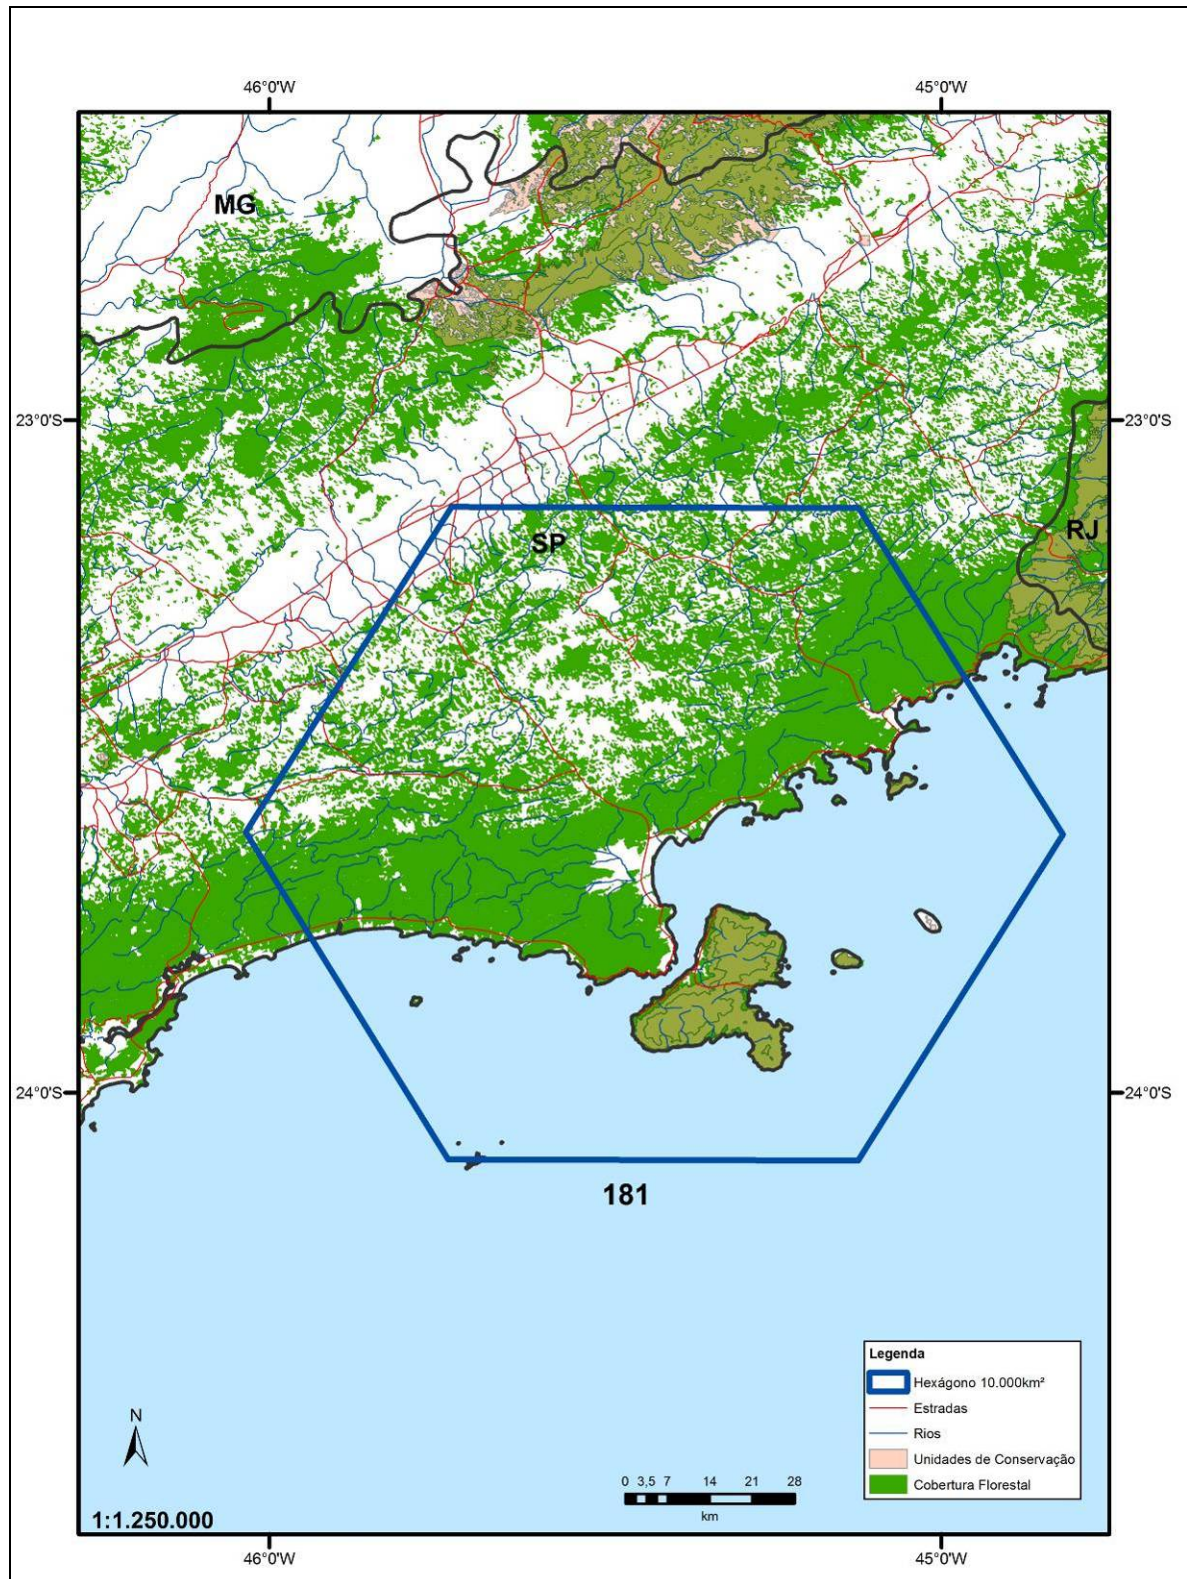 46°0'W 45°0'W
MG
23°0'S 23°0'S
RJ
SP
24°0'S 24°0'S
181
Legenda
Hexágono 10.000km²
Estradas
Rios
Unidades de Conservação
Cobertura Florestal
N
0 3,5 7 14 21 28
km
1:1.250.000
46°0'W 45°0'W